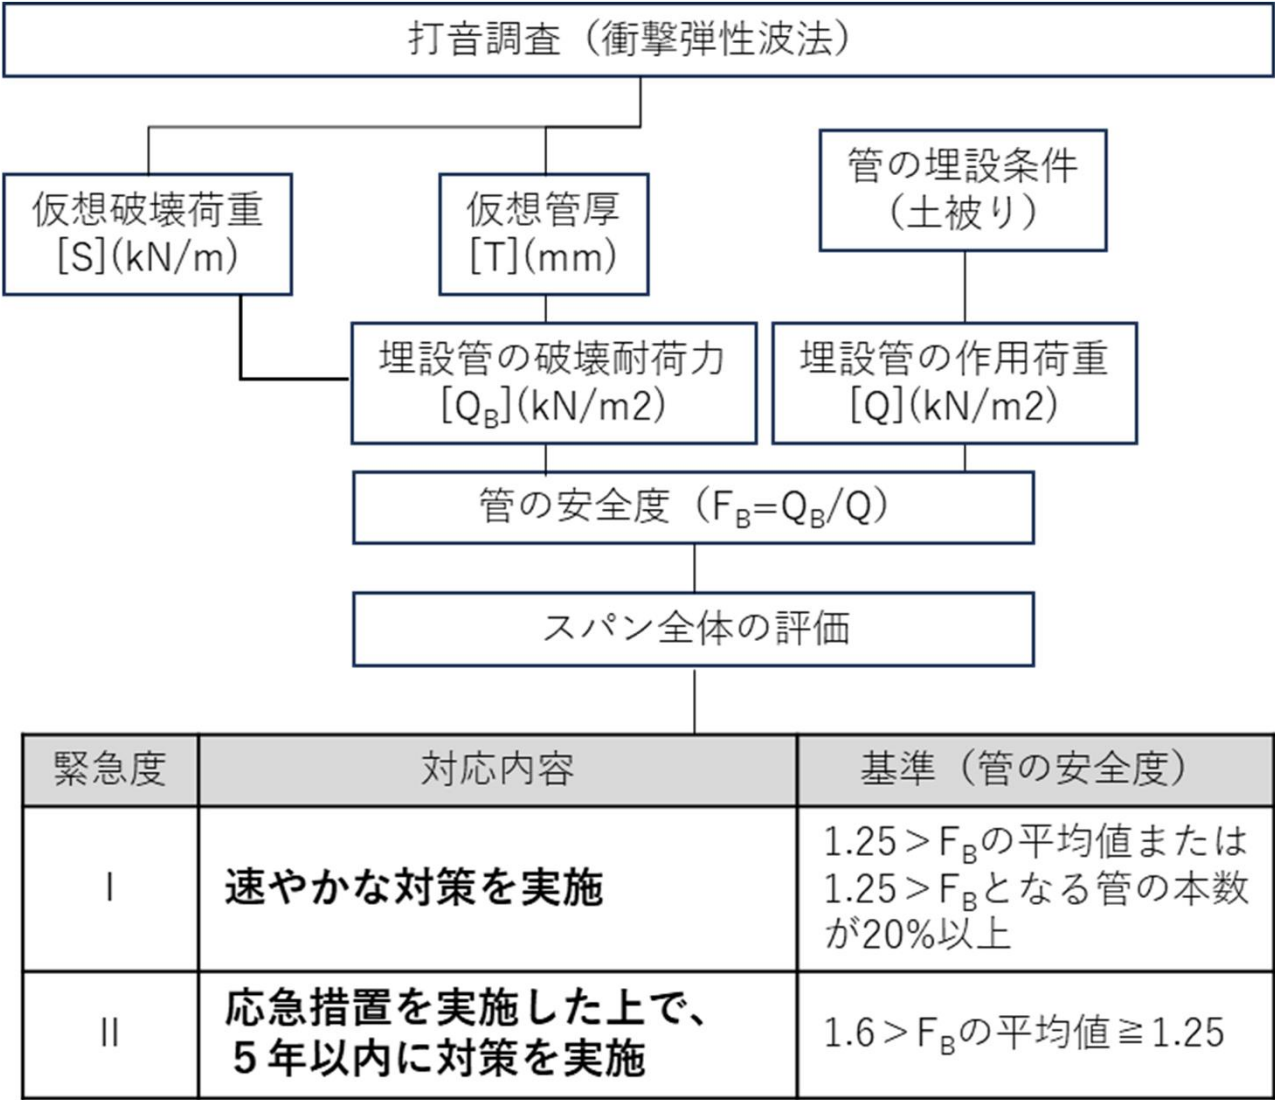 打音調査（衝撃弾性波法）
仮想破壊荷重
[S](kN/m)
仮想管厚
[T](mm)
管の埋設条件
（土被り）
埋設管の破壊耐荷力
[QB](kN/m2)
埋設管の作用荷重
[Q](kN/m2)
管の安全度（FB=QB/Q）
スパン全体の評価
緊急度
対応内容
基準（管の安全度）
Ⅰ
速やかな対策を実施
1.25＞FBの平均値または
1.25＞FBとなる管の本数
が20%以上
Ⅱ
応急措置を実施した上で、
５年以内に対策を実施
1.6＞FBの平均値≧1.25